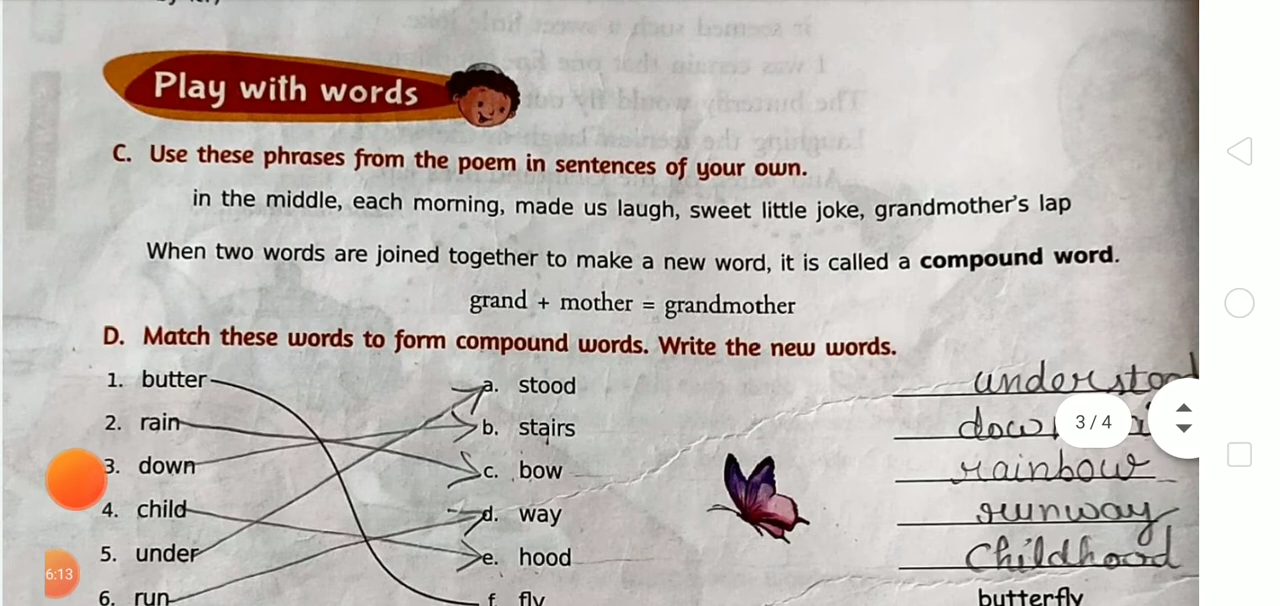 Play with words
C. Use these phrases from the poem in sentences of your own.
in the middle, each morning, made us laugh, sweet little joke, grandmother's lap
When two words are joined together to make a new word, it is called a compound word.
grand + mother = grandmother
D. Match these words to form compound words. Write the new words.
1. butter a. stood understood
2. rain b. stairs
3. down c. bow rainbow
4. child d. way runway
5. under e. hood Childhood
6. run f. fly butterfly
3/4
6:13